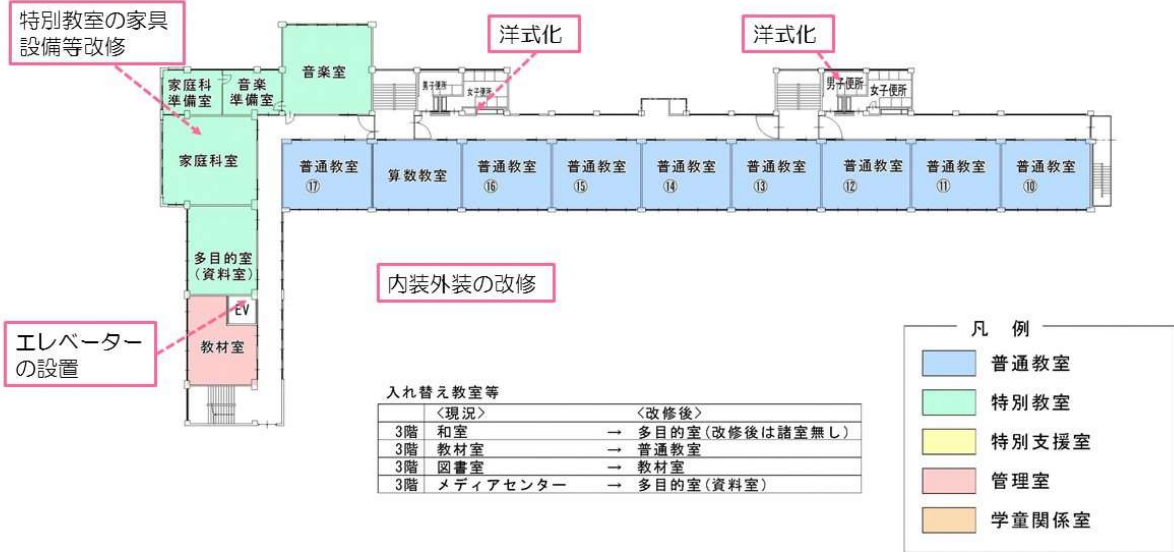 特別教室の家具
設備等改修
洋式化
洋式化
家庭科
準備室
音楽
準備室
音楽室
男子便所
女子便所
男子便所
女子便所
家庭科室
普通教室
⑰
算数教室
普通教室
⑯
普通教室
⑮
普通教室
⑭
普通教室
⑬
普通教室
⑫
普通教室
⑪
普通教室
⑩
多目的室
(資料室)
内装外装の改修
EV
エレベーター
の設置
教材室
入れ替え教室等
〈現況〉 〈改修後〉
3階 和室 → 多目的室(改修後は諸室無し)
3階 教材室 → 普通教室
3階 図書室 → 教材室
3階 メディアセンター → 多目的室(資料室)
凡 例
普通教室
特別教室
特別支援室
管理室
学童関係室